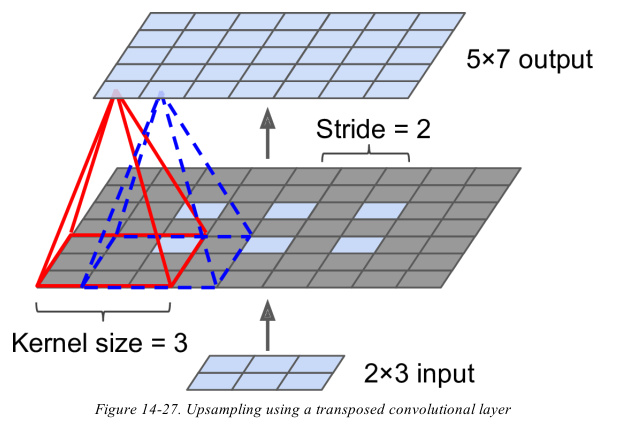 5×7 output
Stride = 2
Kernel size = 3
2×3 input
Figure 14-27. Upsampling using a transposed convolutional layer